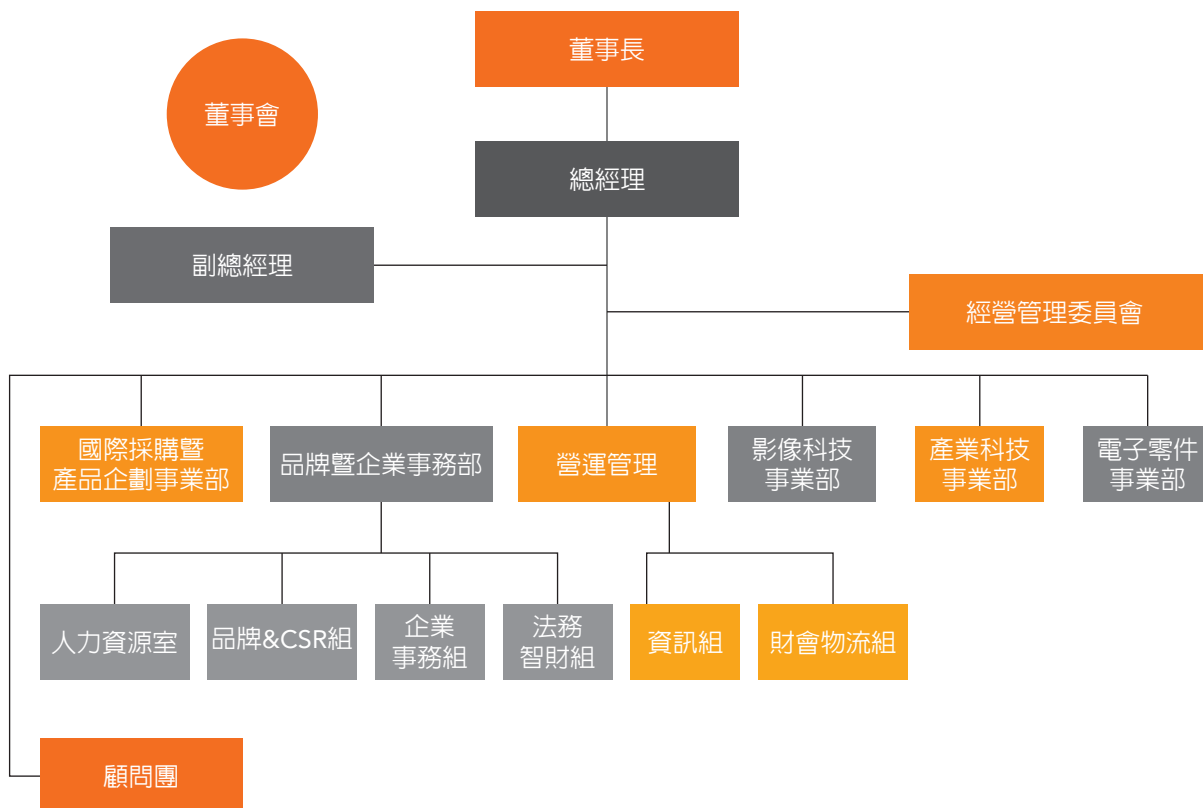 董事長
董事會
總經理
副總經理
經營管理委員會
國際採購暨
產品企劃事業部
品牌暨企業事務部
營運管理
影像科技
事業部
產業科技
事業部
電子零件
事業部
人力資源室
品牌&CSR組
企業
事務組
法務
智財組
資訊組
財會物流組
顧問團